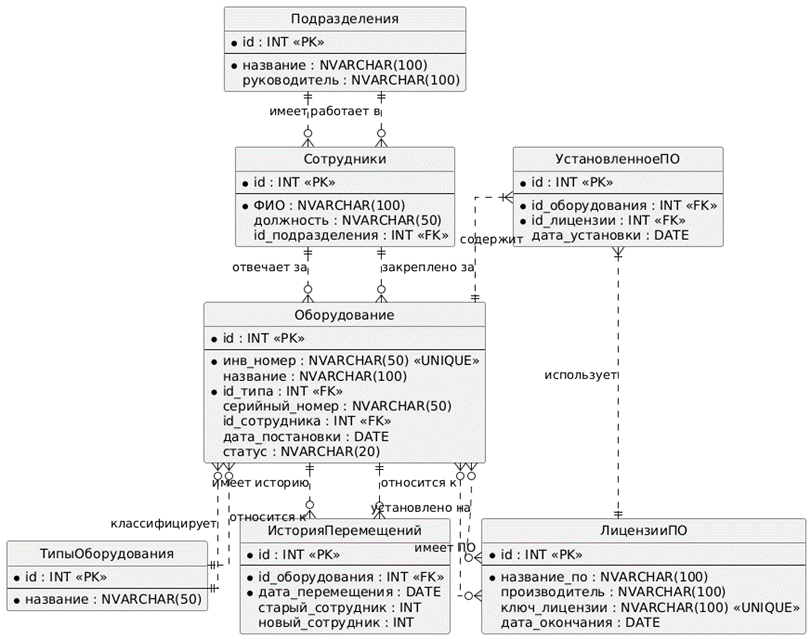 Подразделения
id : INT «PK»
название : NVARCHAR(100)
руководитель : NVARCHAR(100)
имеет
работает в
Сотрудники
id : INT «PK»
ФИО : NVARCHAR(100)
должность : NVARCHAR(50)
id_подразделения : INT «FK»
УстановленноеПО
id : INT «PK»
id_оборудования : INT «FK»
id_лицензии : INT «FK»
дата_установки : DATE
содержит
отвечает за
закреплено за
Оборудование
id : INT «PK»
инв_номер : NVARCHAR(50) «UNIQUE»
название : NVARCHAR(100)
id_типа : INT «FK»
серийный_номер : NVARCHAR(50)
id_сотрудника : INT «FK»
дата_постановки : DATE
статус : NVARCHAR(20)
использует
имеет историю
относится к
классифицирует
относится к
установлено на
имеет ПО
ТипыОборудования
id : INT «PK»
название : NVARCHAR(50)
ИсторияПеремещений
id : INT «PK»
id_оборудования : INT «FK»
дата_перемещения : DATE
старый_сотрудник : INT
новый_сотрудник : INT
ЛицензииПО
id : INT «PK»
название_по : NVARCHAR(100)
производитель : NVARCHAR(100)
ключ_лицензии : NVARCHAR(100) «UNIQUE»
дата_окончания : DATE